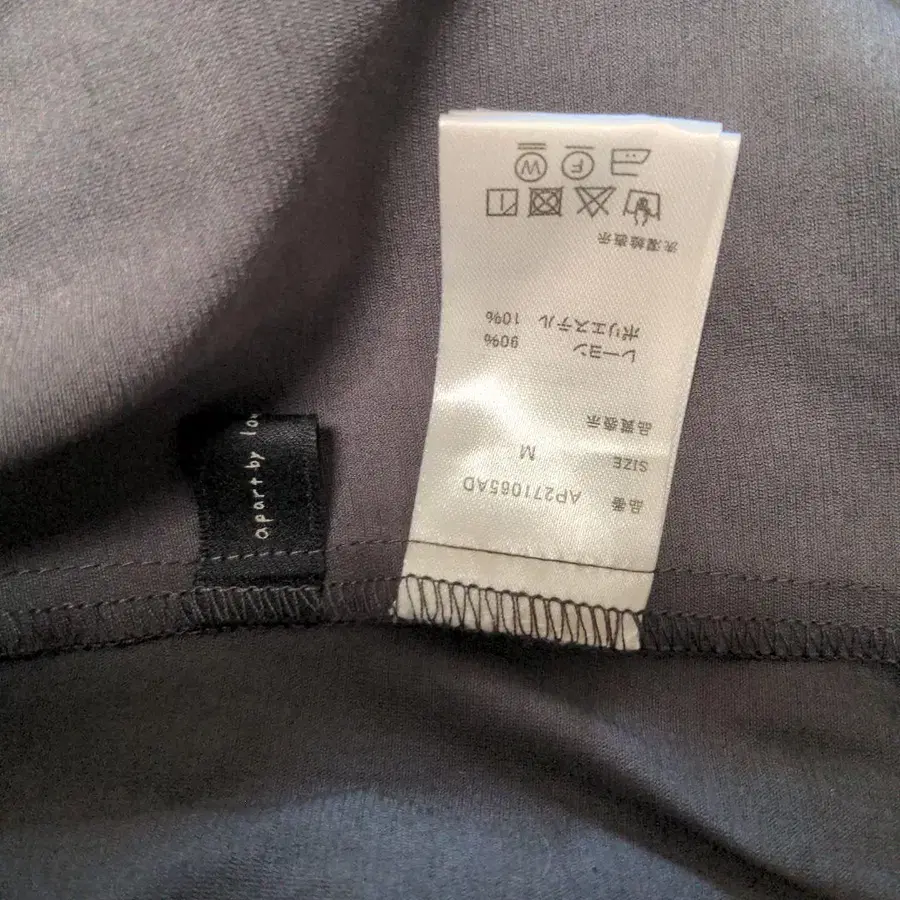 品番 AP271065AD
SIZE M
品質表示
レーヨン 90%
ポリエステル 10%
洗濯絵表示
F W
apart by